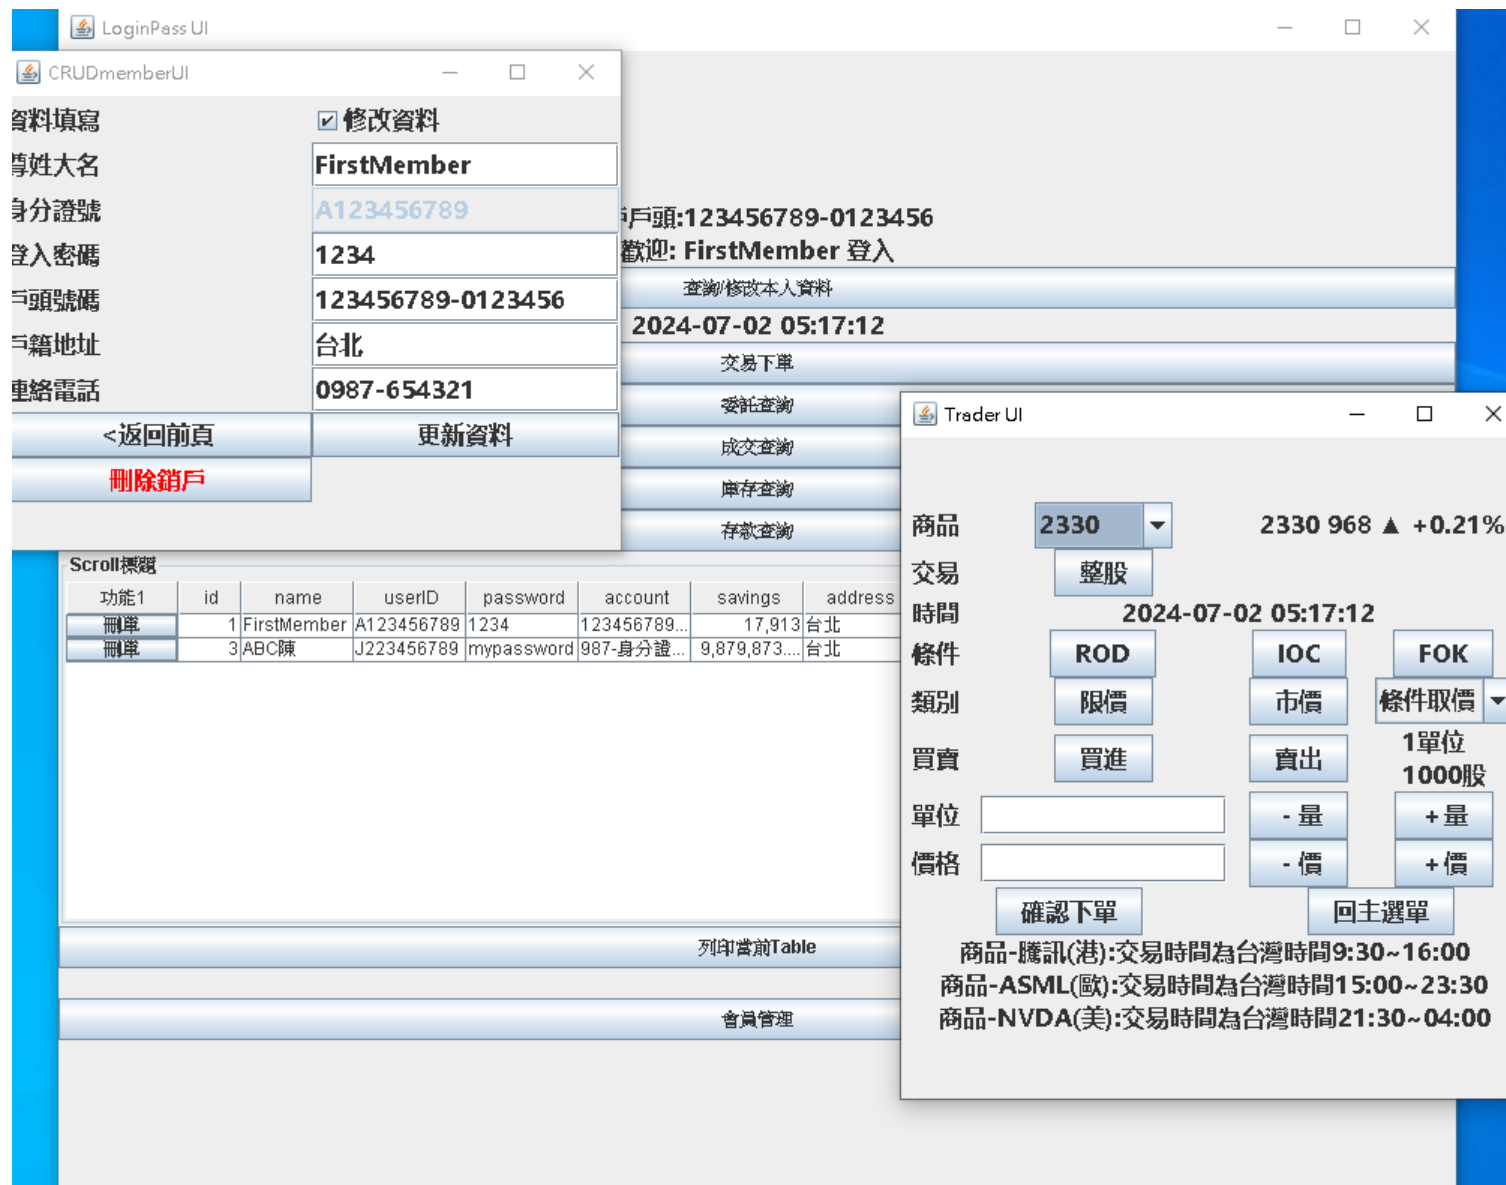 LoginPass UI
CRUDmemberUI
資料填寫 修改資料
尊姓大名 FirstMember
身分證號 A123456789
登入密碼 1234
戶頭號碼 123456789-0123456
戶籍地址 台北
連絡電話 0987-654321
<返回前頁 更新資料
刪除銷戶
戶頭:123456789-0123456
歡迎: FirstMember 登入
查詢/修改本人資料
2024-07-02 05:17:12
交易下單
委託查詢
成交查詢
庫存查詢
存款查詢
Scroll標題
功能1 id name userID password account savings address
刪單 1 FirstMember A123456789 1234 123456789... 17,913 台北
刪單 3 ABC陳 J223456789 mypassword 987-身分證... 9,879,873.... 台北
列印當前Table
會員管理
Trader UI
商品 2330 2330 968 ▲ +0.21%
交易 整股
時間 2024-07-02 05:17:12
條件 ROD IOC FOK
類別 限價 市價 條件取價
買賣 買進 賣出 1單位
1000股
單位 - 量 + 量
價格 - 價 + 價
確認下單 回主選單
商品-騰訊(港):交易時間為台灣時間9:30~16:00
商品-ASML(歐):交易時間為台灣時間15:00~23:30
商品-NVDA(美):交易時間為台灣時間21:30~04:00